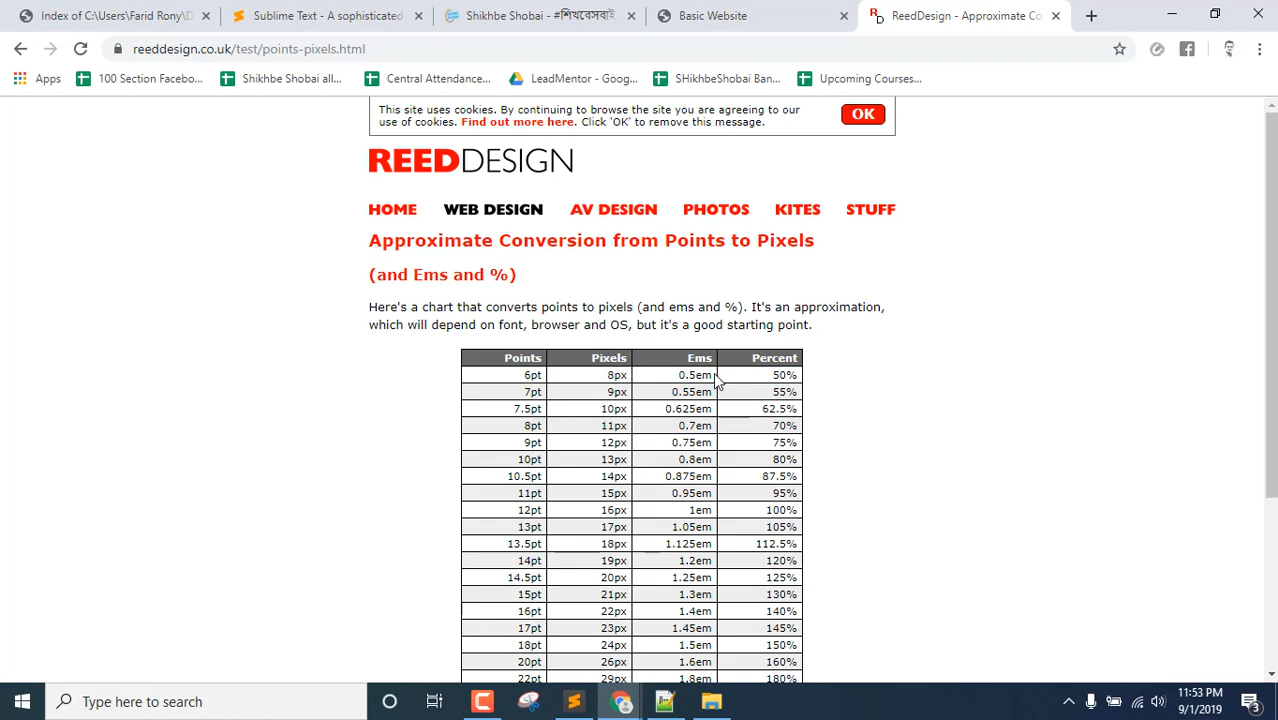 Index of C:\Users\Farid Rony\D
Sublime Text - A sophisticated
Shikhbe Shobai - #শিখবেসবাই
Basic Website
ReedDesign - Approximate Co
reeddesign.co.uk/test/points-pixels.html
Apps
100 Section Facebo...
Shikhbe Shobai all...
Central Attendance...
LeadMentor - Goog...
SHikhbeShobai Ban...
Upcoming Courses...
This site uses cookies. By continuing to browse the site you are agreeing to our
use of cookies. Find out more here. Click 'OK' to remove this message.
OK
REEDDESIGN
HOME WEB DESIGN AV DESIGN PHOTOS KITES STUFF
Approximate Conversion from Points to Pixels
(and Ems and %)
Here's a chart that converts points to pixels (and ems and %). It's an approximation,
which will depend on font, browser and OS, but it's a good starting point.
Points Pixels Ems Percent
6pt 8px 0.5em 50%
7pt 9px 0.55em 55%
7.5pt 10px 0.625em 62.5%
8pt 11px 0.7em 70%
9pt 12px 0.75em 75%
10pt 13px 0.8em 80%
10.5pt 14px 0.875em 87.5%
11pt 15px 0.95em 95%
12pt 16px 1em 100%
13pt 17px 1.05em 105%
13.5pt 18px 1.125em 112.5%
14pt 19px 1.2em 120%
14.5pt 20px 1.25em 125%
15pt 21px 1.3em 130%
16pt 22px 1.4em 140%
17pt 23px 1.45em 145%
18pt 24px 1.5em 150%
20pt 26px 1.6em 160%
22pt 29px 1.8em 180%
Type here to search
11:53 PM
9/1/2019
3